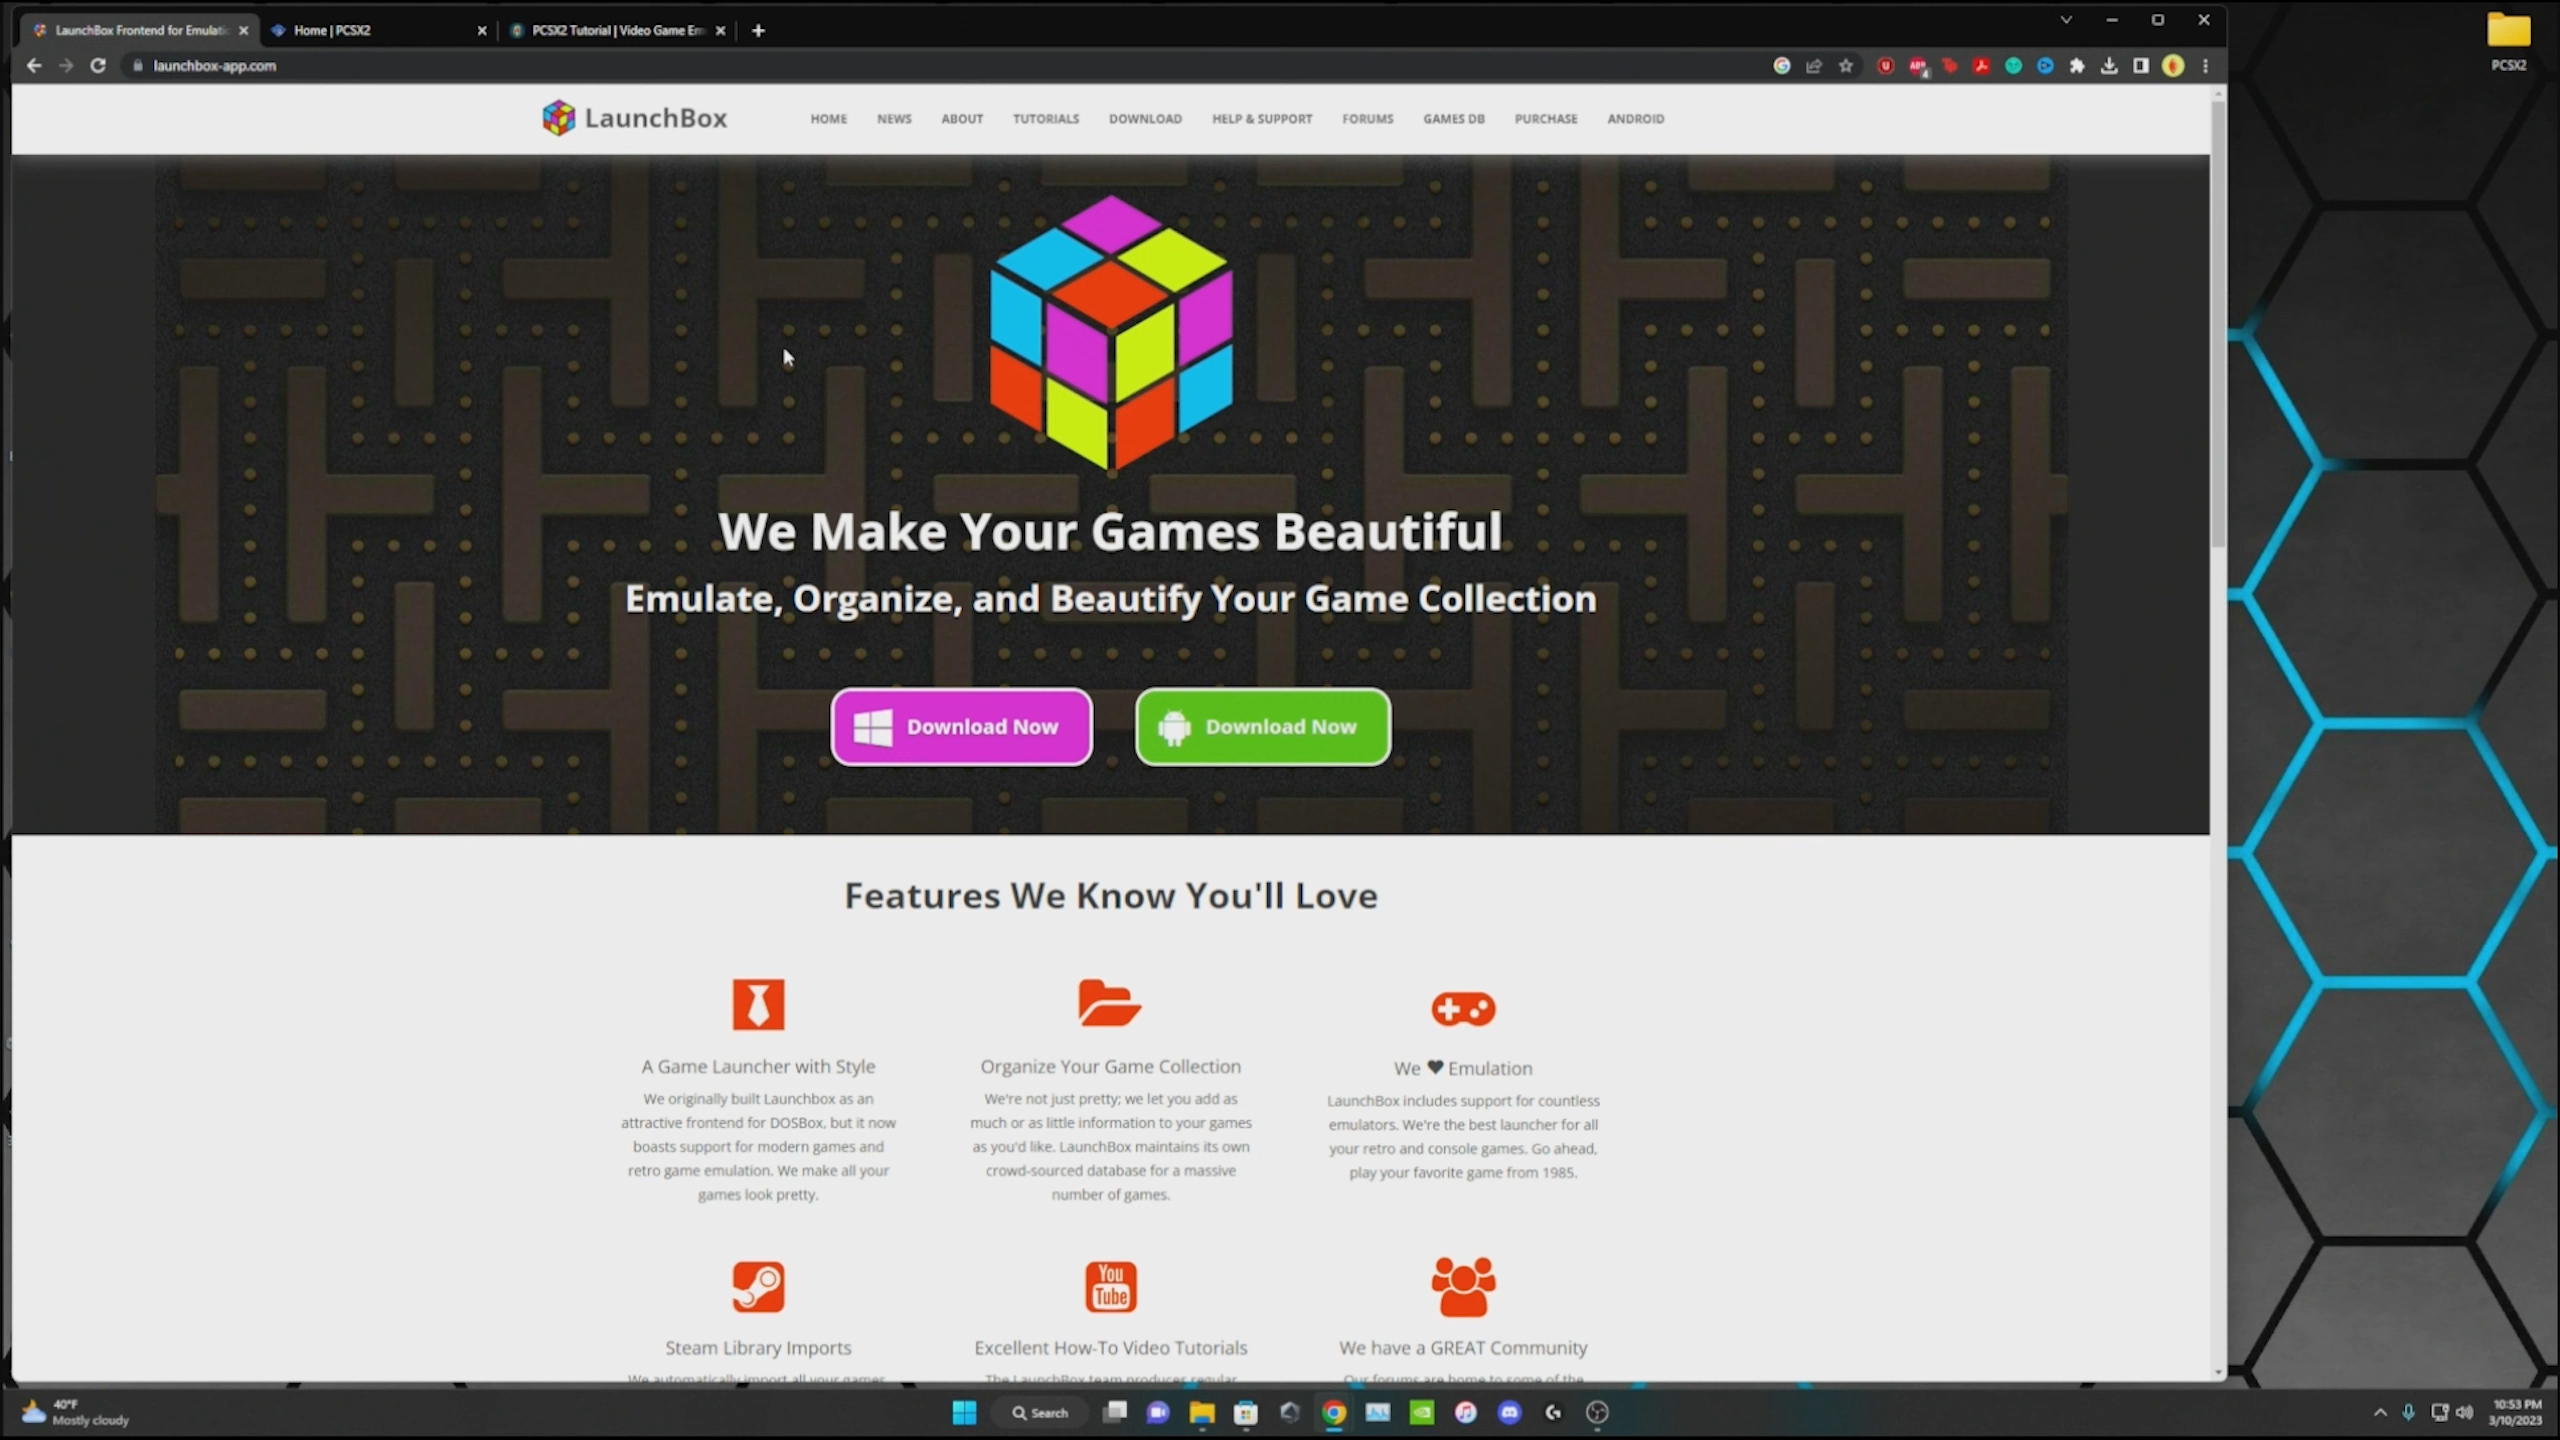 LaunchBox Frontend for Emulati
Home | PCSX2
PCSX2 Tutorial | Video Game Em
launchbox-app.com
PCSX2
LaunchBox
HOME
NEWS
ABOUT
TUTORIALS
DOWNLOAD
HELP & SUPPORT
FORUMS
GAMES DB
PURCHASE
ANDROID
We Make Your Games Beautiful
Emulate, Organize, and Beautify Your Game Collection
Download Now
Download Now
Features We Know You'll Love
A Game Launcher with Style
We originally built Launchbox as an
attractive frontend for DOSBox, but it now
boasts support for modern games and
retro game emulation. We make all your
games look pretty.
Organize Your Game Collection
We're not just pretty; we let you add as
much or as little information to your games
as you'd like. LaunchBox maintains its own
crowd-sourced database for a massive
number of games.
We ♥ Emulation
LaunchBox includes support for countless
emulators. We're the best launcher for all
your retro and console games. Go ahead,
play your favorite game from 1985.
You
Tube
Steam Library Imports
We automatically import all your games
Excellent How-To Video Tutorials
The LaunchBox team produces regular
We have a GREAT Community
Our forums are home to some of the
40°F
Mostly cloudy
Search
10:53 PM
3/10/2023